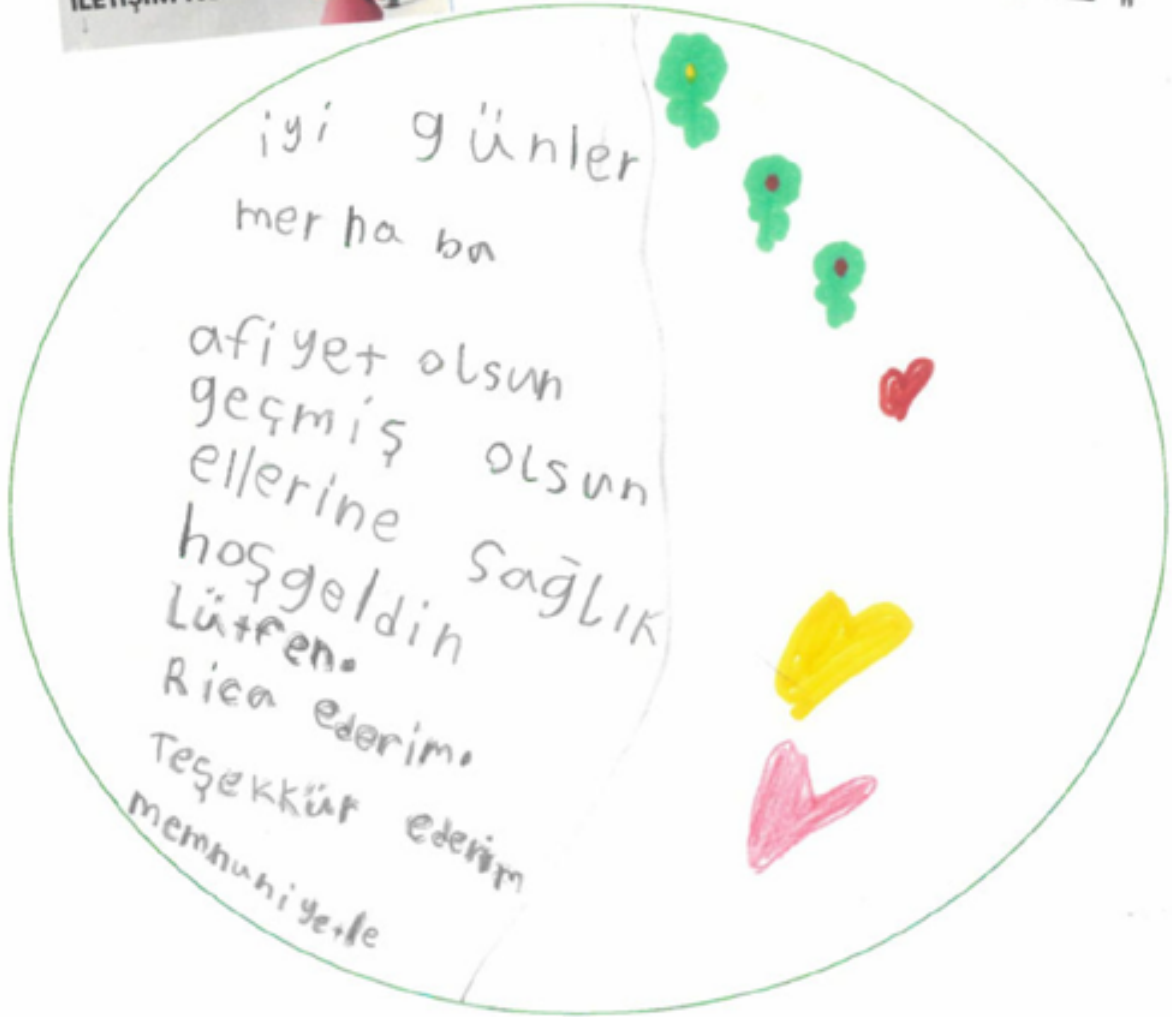 iyi günler
merhaba
afiyet olsun
geçmiş olsun
ellerine sağlık
hoşgeldin
Lütfen.
Rica ederim.
Teşekkür ederim
memnuniyetle